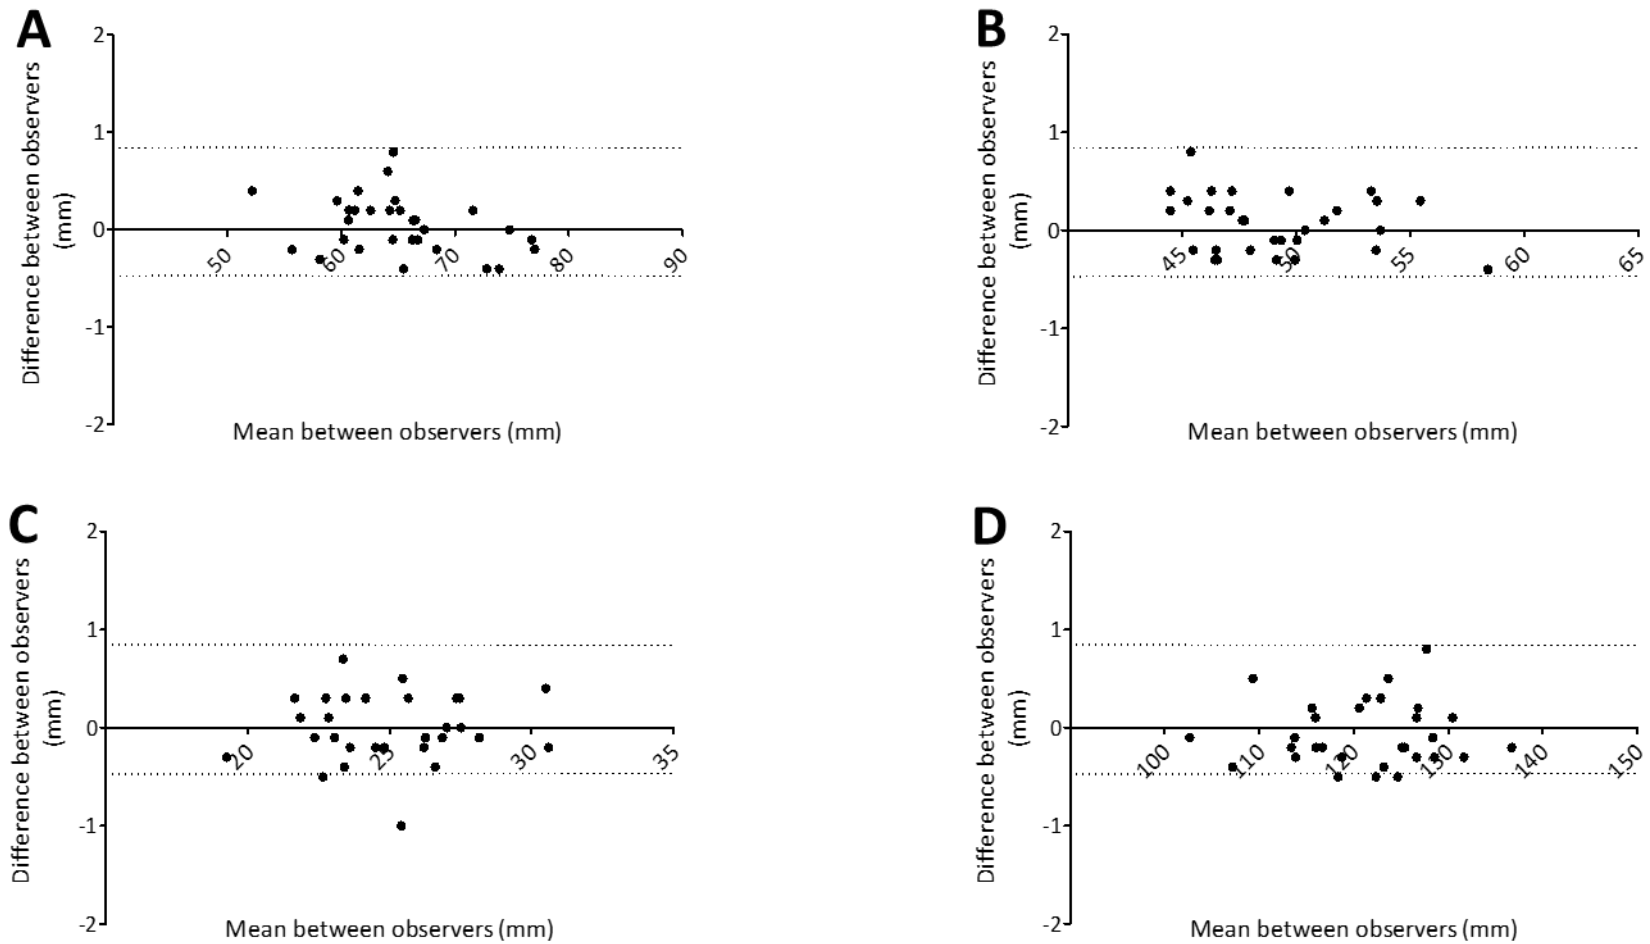 A
2
1
0
-1
-2
50
60
70
80
90
Difference between observers
(mm)
Mean between observers (mm)
B
2
1
0
-1
-2
45
50
55
60
65
Difference between observers
(mm)
Mean between observers (mm)
C
2
1
0
-1
-2
20
25
30
35
Difference between observers
(mm)
Mean between observers (mm)
D
2
1
0
-1
-2
100
110
120
130
140
150
Difference between observers
(mm)
Mean between observers (mm)